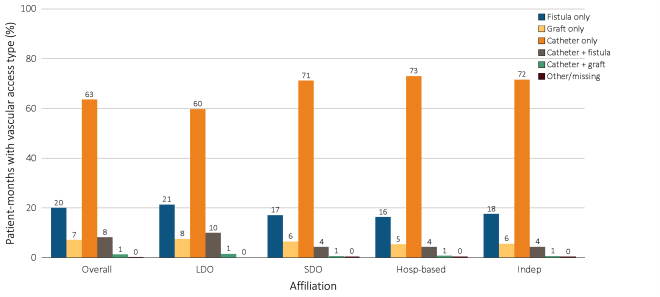 Patient-months with vascular access type (%)
100
80
60
40
20
0
Fistula only
Graft only
Catheter only
Catheter + fistula
Catheter + graft
Other/missing
20 7 63 8 1 0
21 8 60 10 1 0
17 6 71 4 1 0
16 5 73 4 1 0
18 6 72 4 1 0
Overall LDO SDO Hosp-based Indep
Affiliation